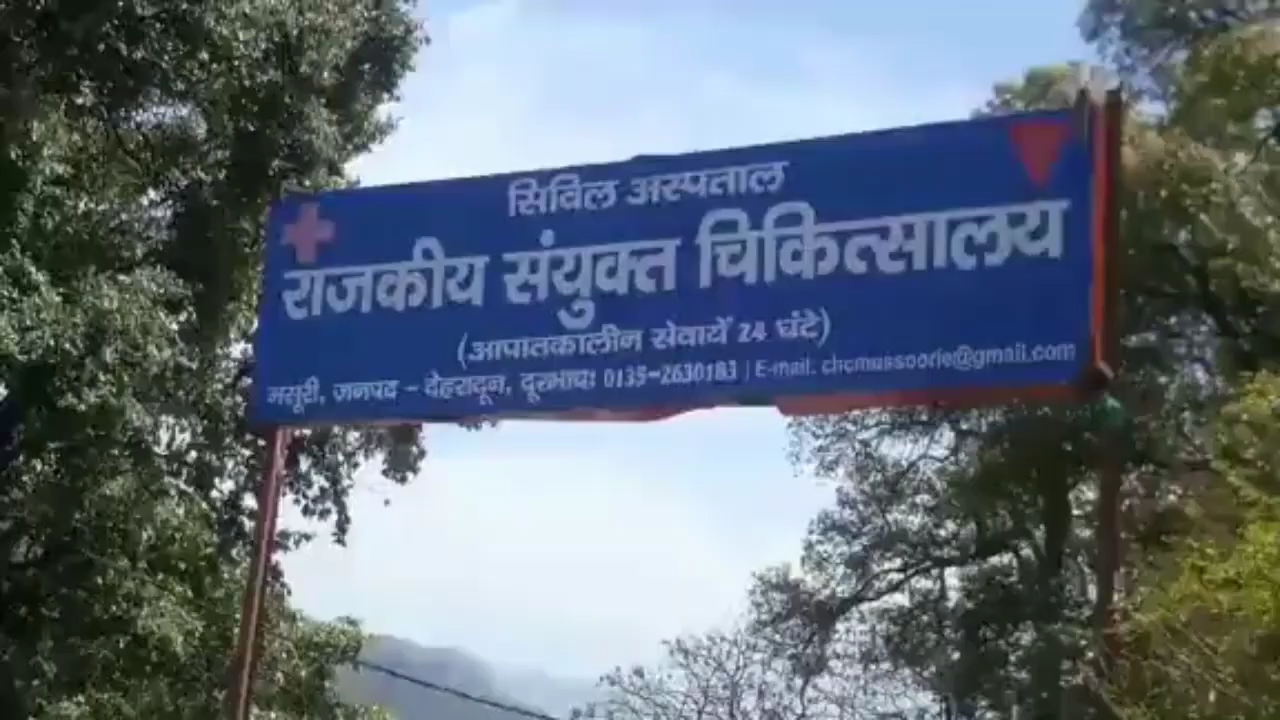 सिविल अस्पताल
राजकीय संयुक्त चिकित्सालय
(आपातकालीन सेवायें 24 घंटे)
मसूरी, जनपद - देहरादून, दूरभाषः 0135-2630183 | E-mail. chcmussoorie@gmail.com